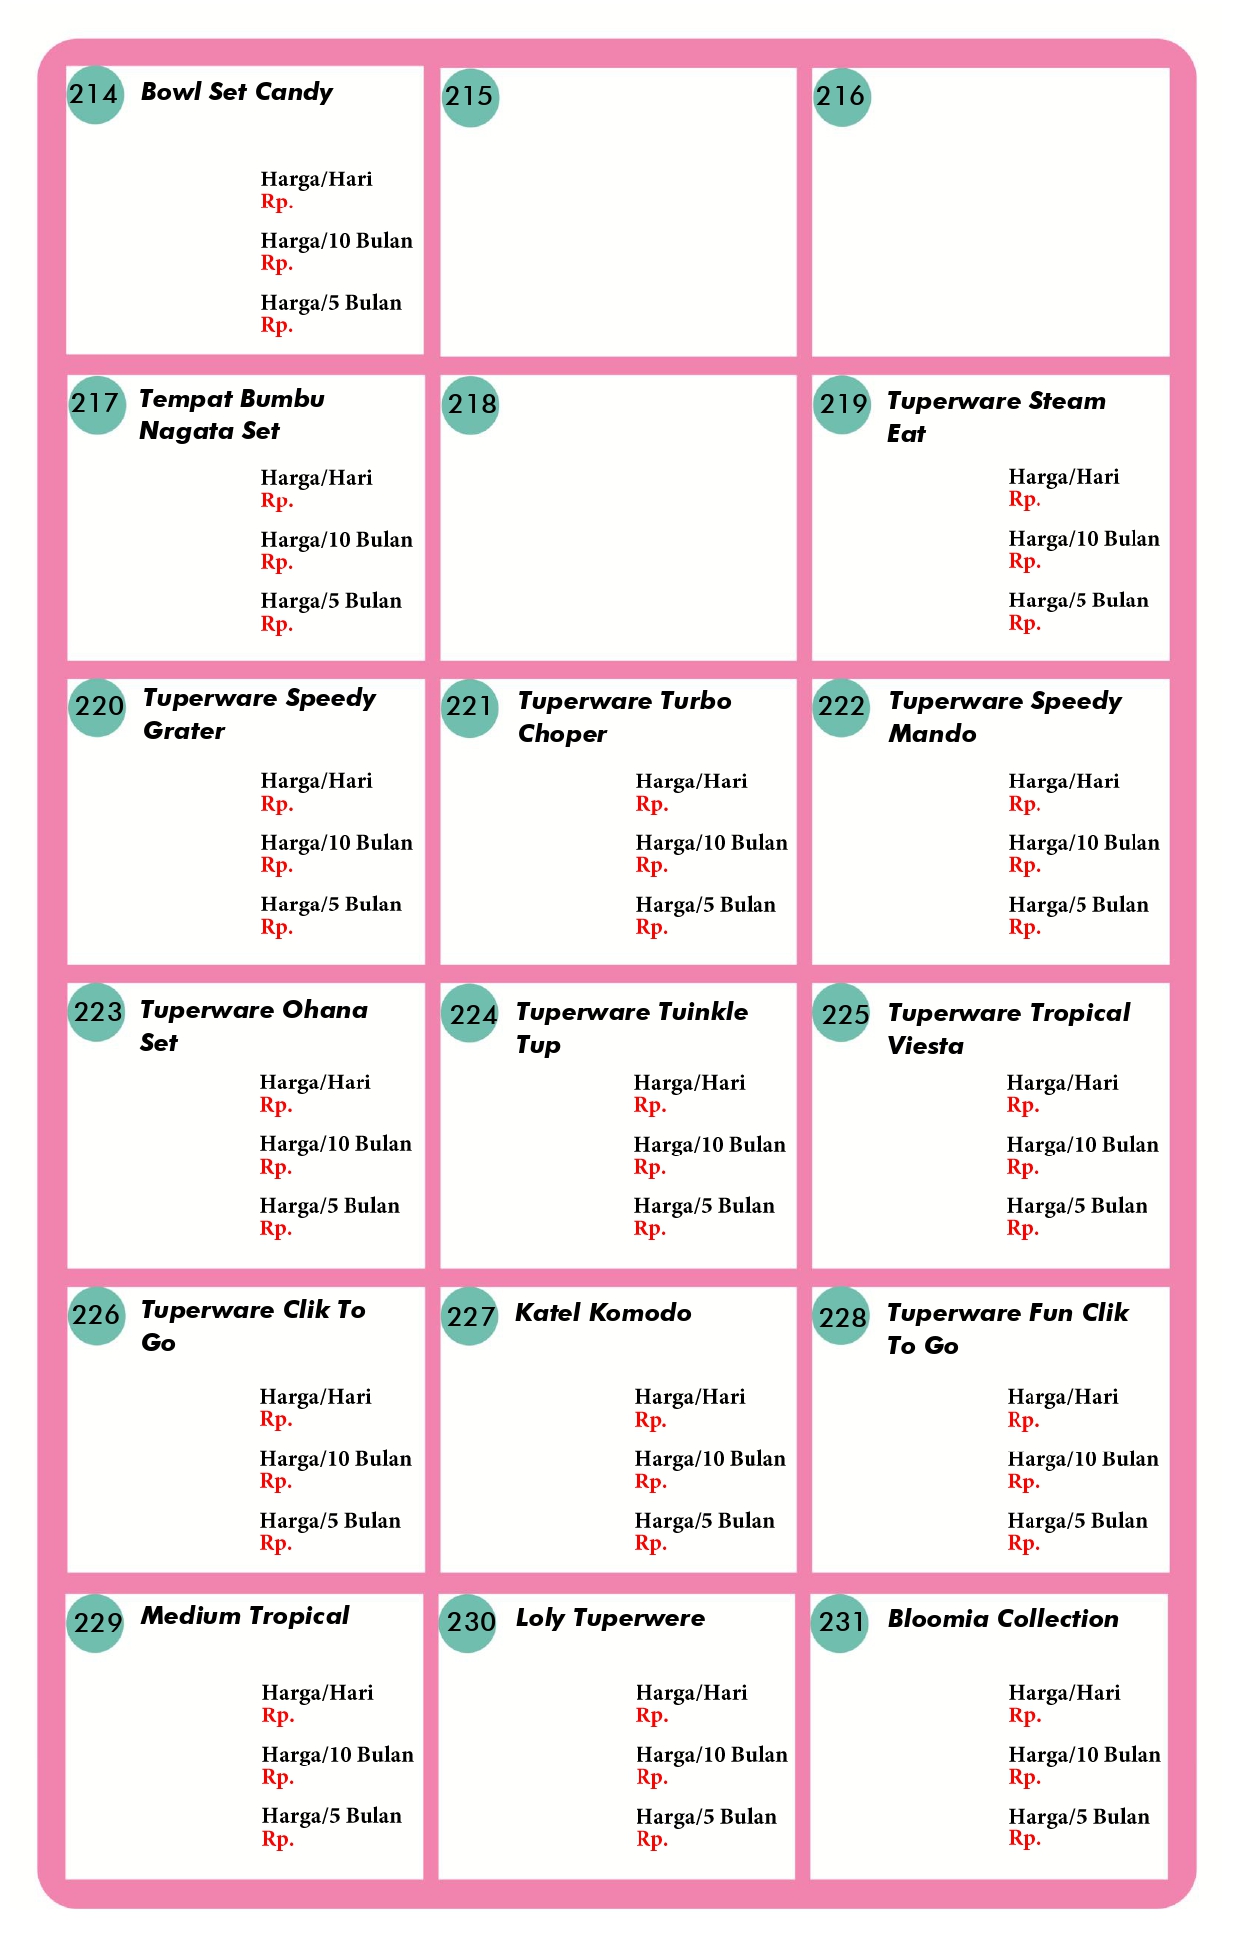 214 Bowl Set Candy
Harga/Hari
Rp.
Harga/10 Bulan
Rp.
Harga/5 Bulan
Rp.
215
216
217 Tempat Bumbu
Nagata Set
Harga/Hari
Rp.
Harga/10 Bulan
Rp.
Harga/5 Bulan
Rp.
218
219 Tuperware Steam
Eat
Harga/Hari
Rp.
Harga/10 Bulan
Rp.
Harga/5 Bulan
Rp.
220 Tuperware Speedy
Grater
Harga/Hari
Rp.
Harga/10 Bulan
Rp.
Harga/5 Bulan
Rp.
221 Tuperware Turbo
Choper
Harga/Hari
Rp.
Harga/10 Bulan
Rp.
Harga/5 Bulan
Rp.
222 Tuperware Speedy
Mando
Harga/Hari
Rp.
Harga/10 Bulan
Rp.
Harga/5 Bulan
Rp.
223 Tuperware Ohana
Set
Harga/Hari
Rp.
Harga/10 Bulan
Rp.
Harga/5 Bulan
Rp.
224 Tuperware Tuinkle
Tup
Harga/Hari
Rp.
Harga/10 Bulan
Rp.
Harga/5 Bulan
Rp.
225 Tuperware Tropical
Viesta
Harga/Hari
Rp.
Harga/10 Bulan
Rp.
Harga/5 Bulan
Rp.
226 Tuperware Clik To
Go
Harga/Hari
Rp.
Harga/10 Bulan
Rp.
Harga/5 Bulan
Rp.
227 Katel Komodo
Harga/Hari
Rp.
Harga/10 Bulan
Rp.
Harga/5 Bulan
Rp.
228 Tuperware Fun Clik
To Go
Harga/Hari
Rp.
Harga/10 Bulan
Rp.
Harga/5 Bulan
Rp.
229 Medium Tropical
Harga/Hari
Rp.
Harga/10 Bulan
Rp.
Harga/5 Bulan
Rp.
230 Loly Tuperwere
Harga/Hari
Rp.
Harga/10 Bulan
Rp.
Harga/5 Bulan
Rp.
231 Bloomia Collection
Harga/Hari
Rp.
Harga/10 Bulan
Rp.
Harga/5 Bulan
Rp.